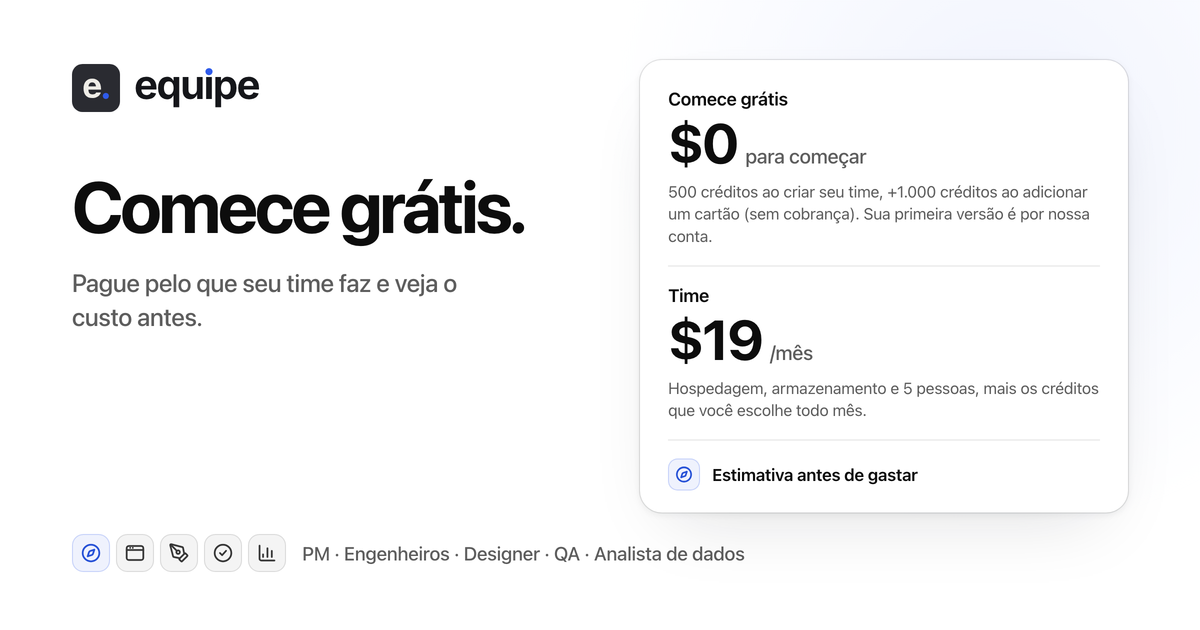 e. equipe
Comece grátis.
Pague pelo que seu time faz e veja o
custo antes.
Comece grátis
$0 para começar
500 créditos ao criar seu time, +1.000 créditos ao adicionar
um cartão (sem cobrança). Sua primeira versão é por nossa
conta.
Time
$19 /mês
Hospedagem, armazenamento e 5 pessoas, mais os créditos
que você escolhe todo mês.
Estimativa antes de gastar
PM · Engenheiros · Designer · QA · Analista de dados